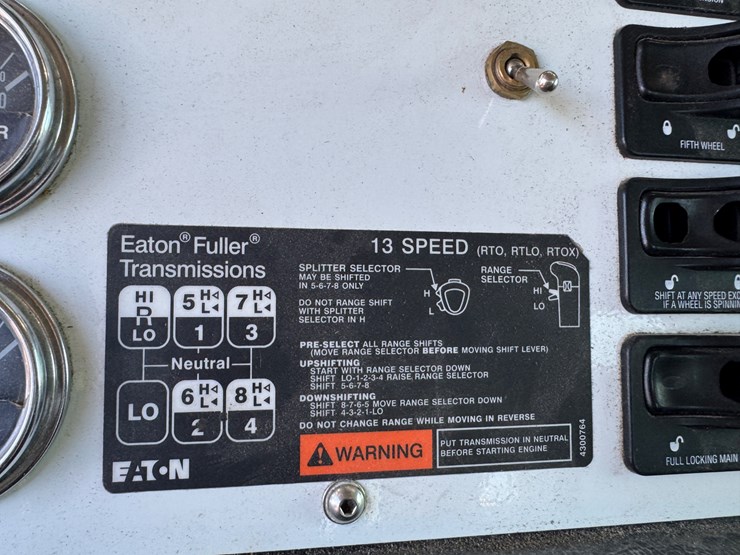 R
Eaton® Fuller®
Transmissions
13 SPEED (RTO, RTLO, RTOX)
HI
R
LO
5 H
L
1
7 H
L
3
Neutral
LO
6 H
L
2
8 H
L
4
EATON
SPLITTER SELECTOR
MAY BE SHIFTED
IN 5-6-7-8 ONLY
H
L
DO NOT RANGE SHIFT
WITH SPLITTER
SELECTOR IN H
RANGE
SELECTOR
HI
LO
PRE-SELECT ALL RANGE SHIFTS
(MOVE RANGE SELECTOR BEFORE MOVING SHIFT LEVER)
UPSHIFTING
START WITH RANGE SELECTOR DOWN
SHIFT LO-1-2-3-4 RAISE RANGE SELECTOR
SHIFT 5-6-7-8
DOWNSHIFTING
SHIFT 8-7-6-5 MOVE RANGE SELECTOR DOWN
SHIFT 4-3-2-1-LO
DO NOT CHANGE RANGE WHILE MOVING IN REVERSE
WARNING
PUT TRANSMISSION IN NEUTRAL
BEFORE STARTING ENGINE
4300764
FIFTH WHEEL
SHIFT AT ANY SPEED EXC
IF A WHEEL IS SPINNIN
FULL LOCKING MAIN